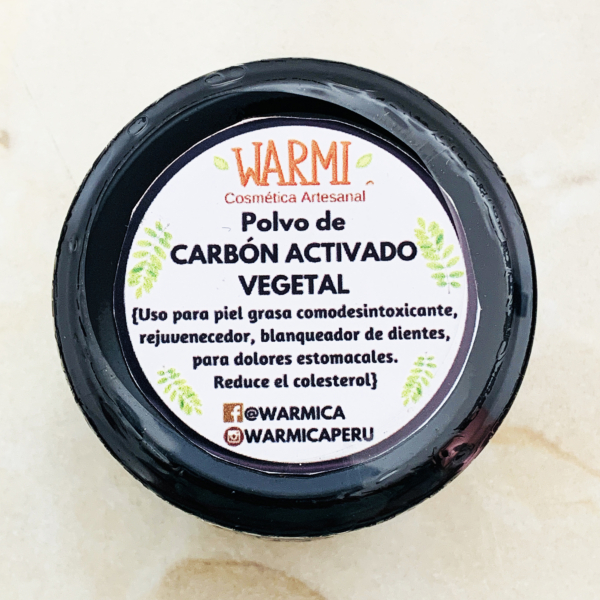 WARMI
Cosmética Artesanal
Polvo de
CARBÓN ACTIVADO
VEGETAL
{Uso para piel grasa comodesintoxicante,
rejuvenecedor, blanqueador de dientes,
para dolores estomacales.
Reduce el colesterol}
@WARMICA
@WARMICAPERU